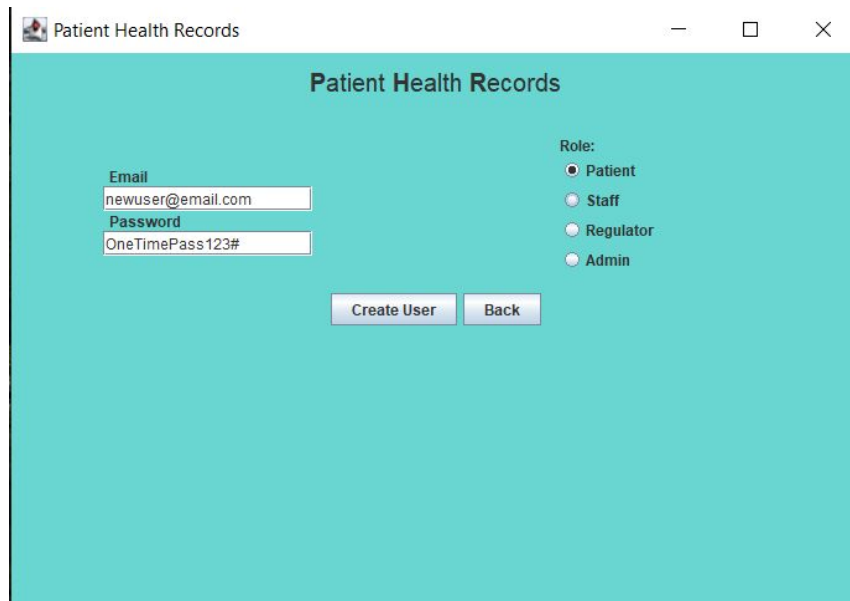 Patient Health Records
Patient Health Records
Email
newuser@email.com
Password
OneTimePass123#
Role:
Patient
Staff
Regulator
Admin
Create User
Back